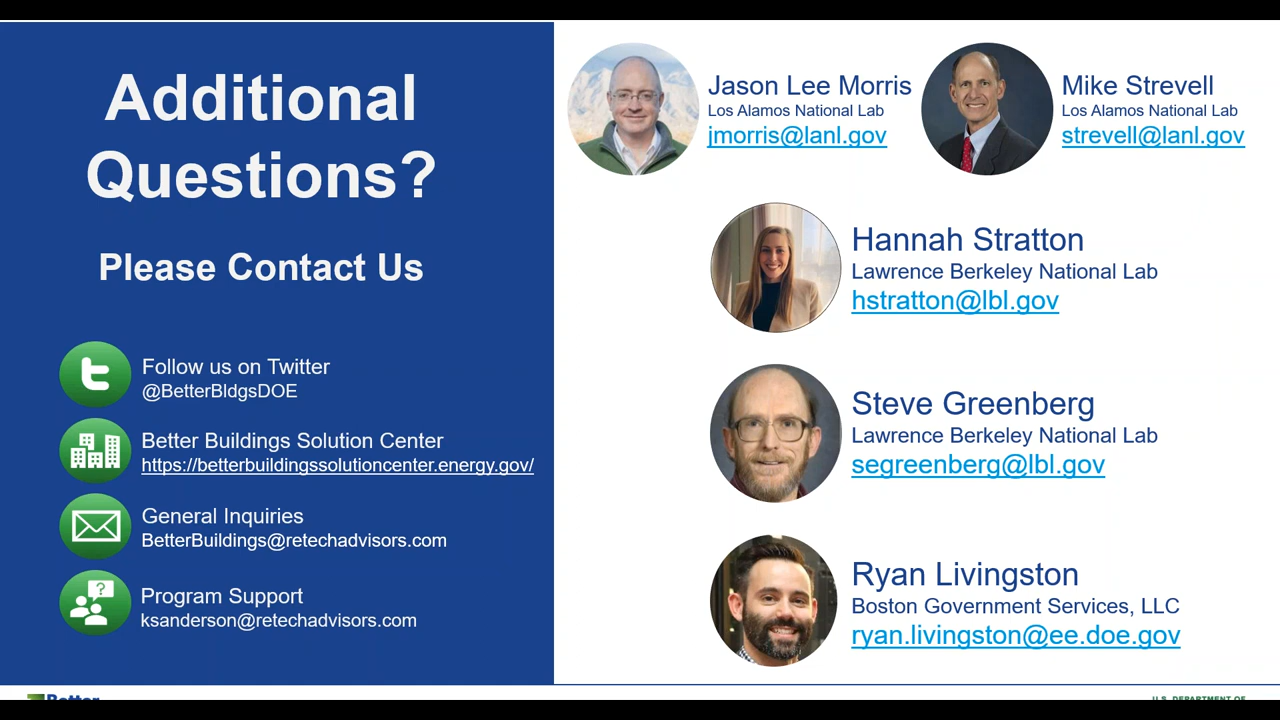 Additional
Questions?
Please Contact Us
Follow us on Twitter
@BetterBldgsDOE
Better Buildings Solution Center
https://betterbuildingssolutioncenter.energy.gov/
General Inquiries
BetterBuildings@retechadvisors.com
Program Support
ksanderson@retechadvisors.com
Jason Lee Morris
Los Alamos National Lab
jmorris@lanl.gov
Mike Strevell
Los Alamos National Lab
strevell@lanl.gov
Hannah Stratton
Lawrence Berkeley National Lab
hstratton@lbl.gov
Steve Greenberg
Lawrence Berkeley National Lab
segreenberg@lbl.gov
Ryan Livingston
Boston Government Services, LLC
ryan.livingston@ee.doe.gov
Better
U.S. DEPARTMENT OF